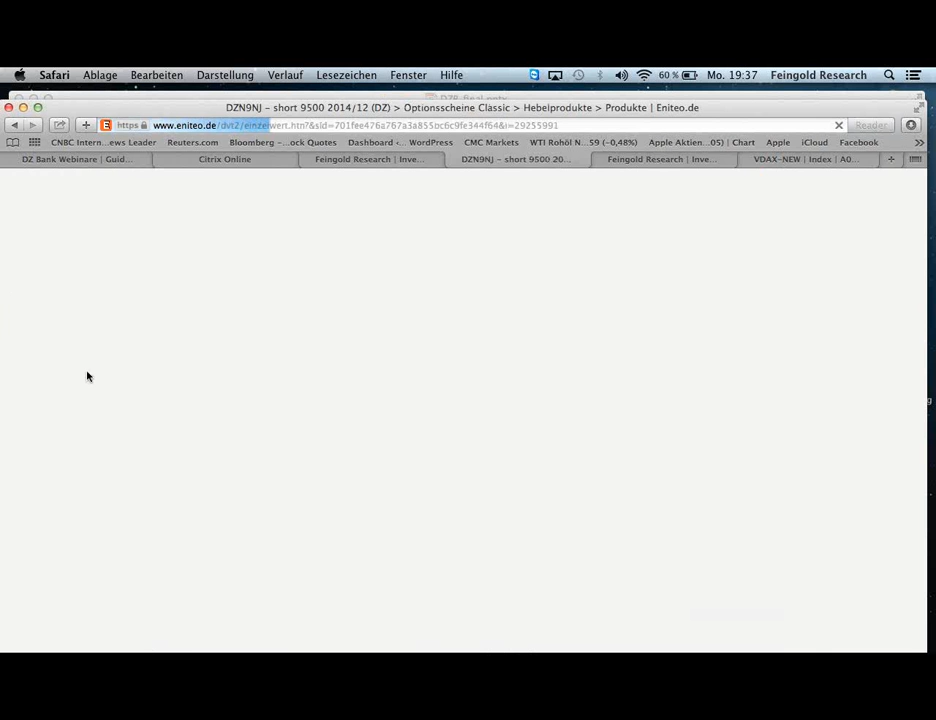 Safari Ablage Bearbeiten Darstellung Verlauf Lesezeichen Fenster Hilfe 60 % Mo. 19:37 Feingold Research
DZN9NJ – short 9500 2014/12 (DZ) > Optionsscheine Classic > Hebelprodukte > Produkte | Eniteo.de
https www.eniteo.de/dvt2/einzelwert.htn?&sId=701fee476a767a3a855bc6c9fe344f64&i=29255991 Reader
CNBC Intern...ews Leader Reuters.com Bloomberg –...ock Quotes Dashboard ‹... WordPress CMC Markets WTI Rohöl N...59 (–0,48%) Apple Aktien...05) | Chart Apple iCloud Facebook
DZ Bank Webinare | Guid... Citrix Online Feingold Research | Inve... DZN9NJ – short 9500 20... Feingold Research | Inve... VDAX–NEW | Index | A0...